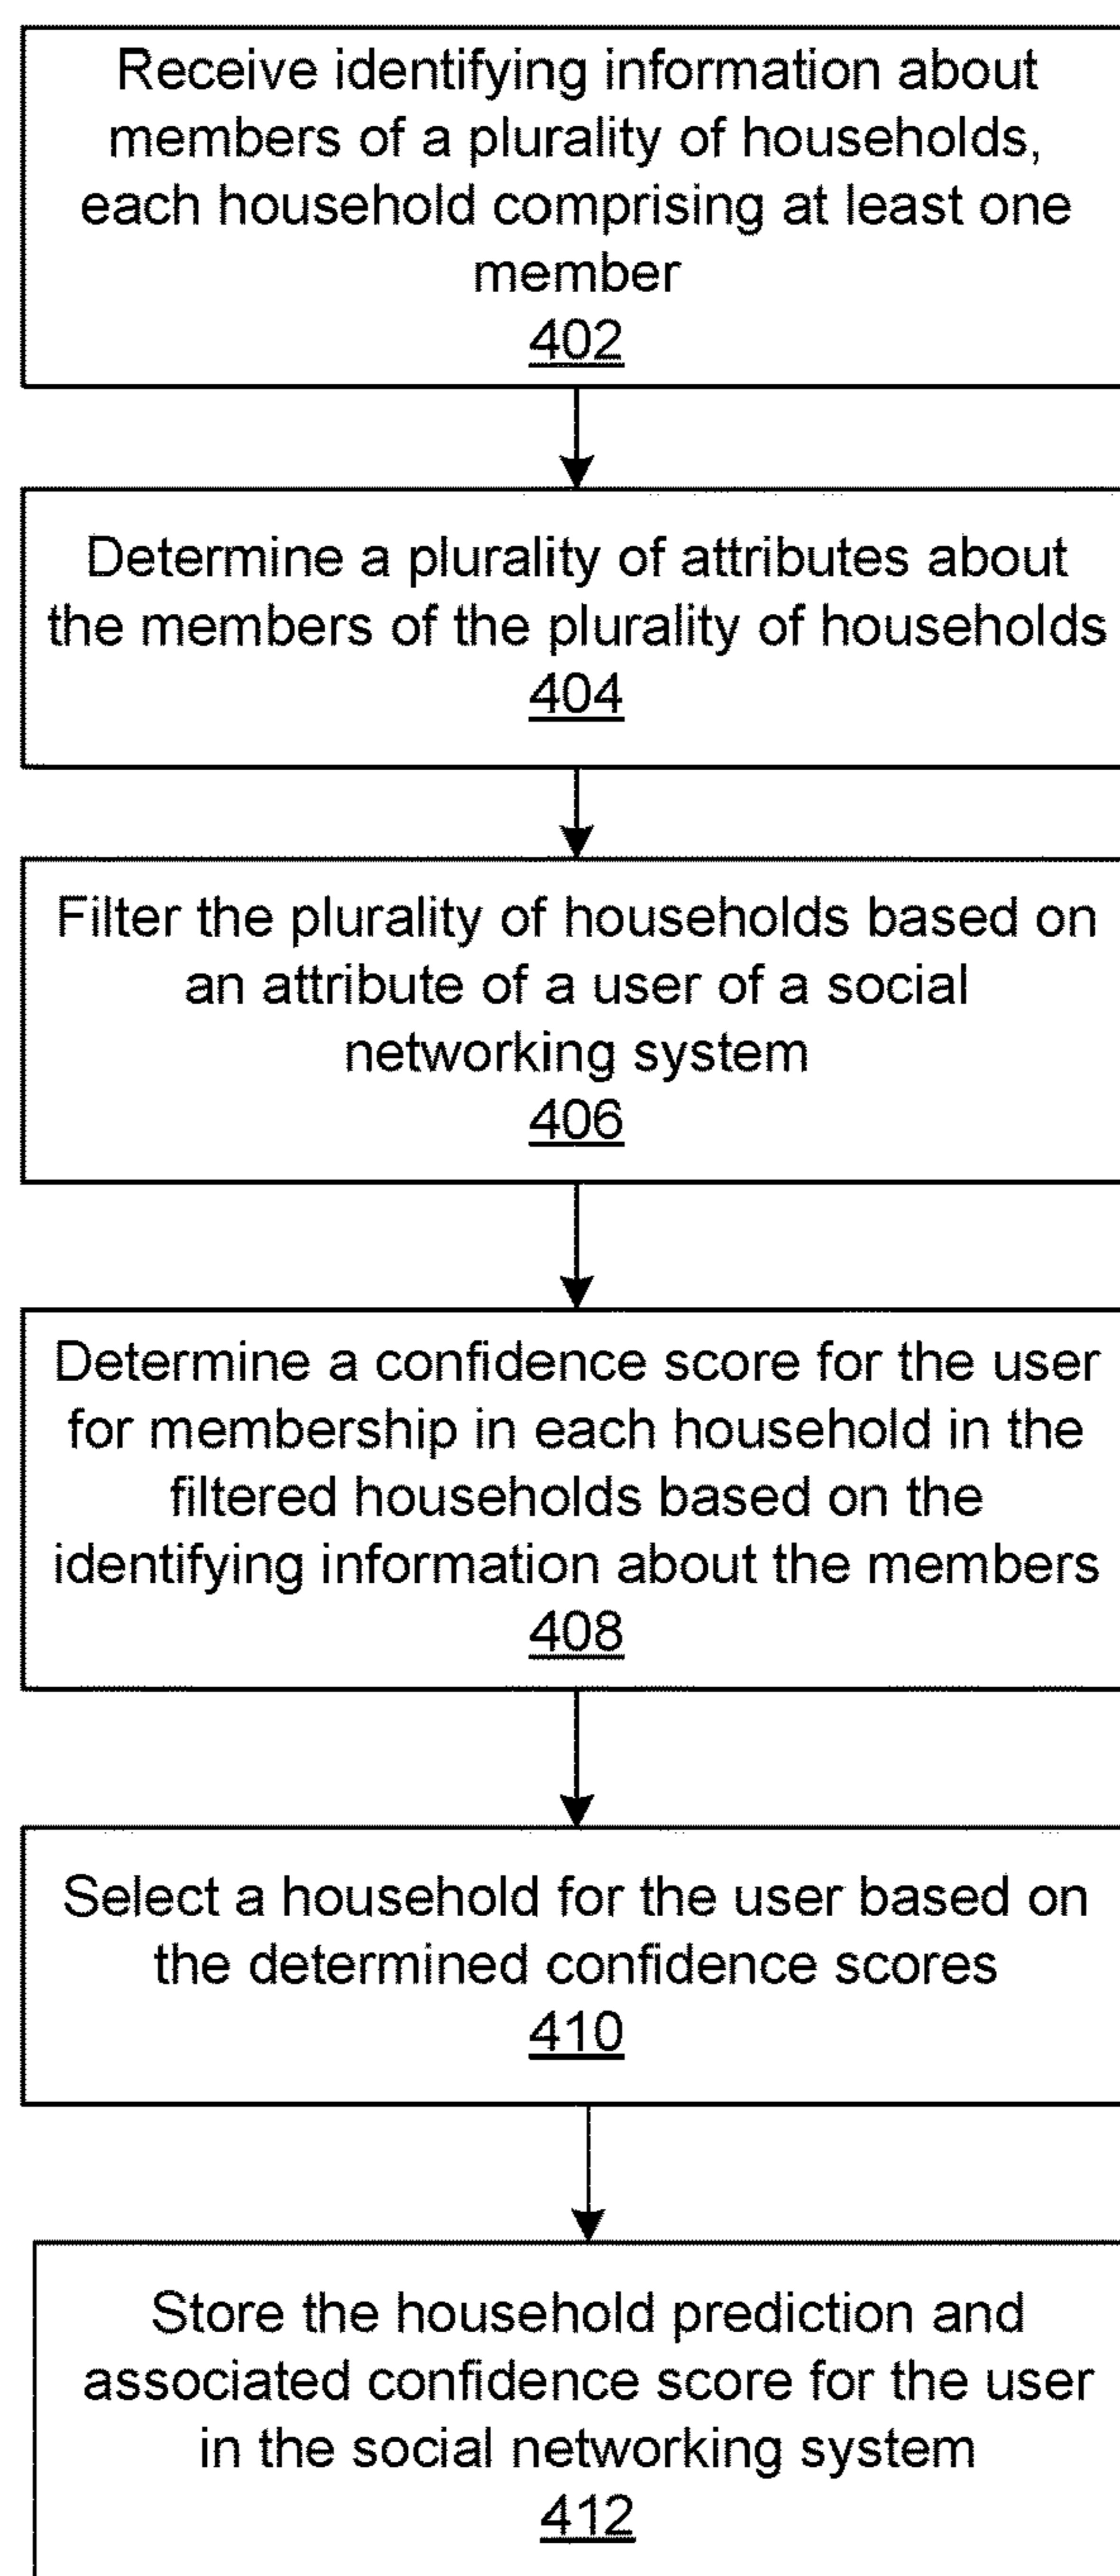 Receive identifying information about
members of a plurality of households,
each household comprising at least one
member
402
Determine a plurality of attributes about
the members of the plurality of households
404
Filter the plurality of households based on
an attribute of a user of a social
networking system
406
Determine a confidence score for the user
for membership in each household in the
filtered households based on the
identifying information about the members
408
Select a household for the user based on
the determined confidence scores
410
Store the household prediction and
associated confidence score for the user
in the social networking system
412